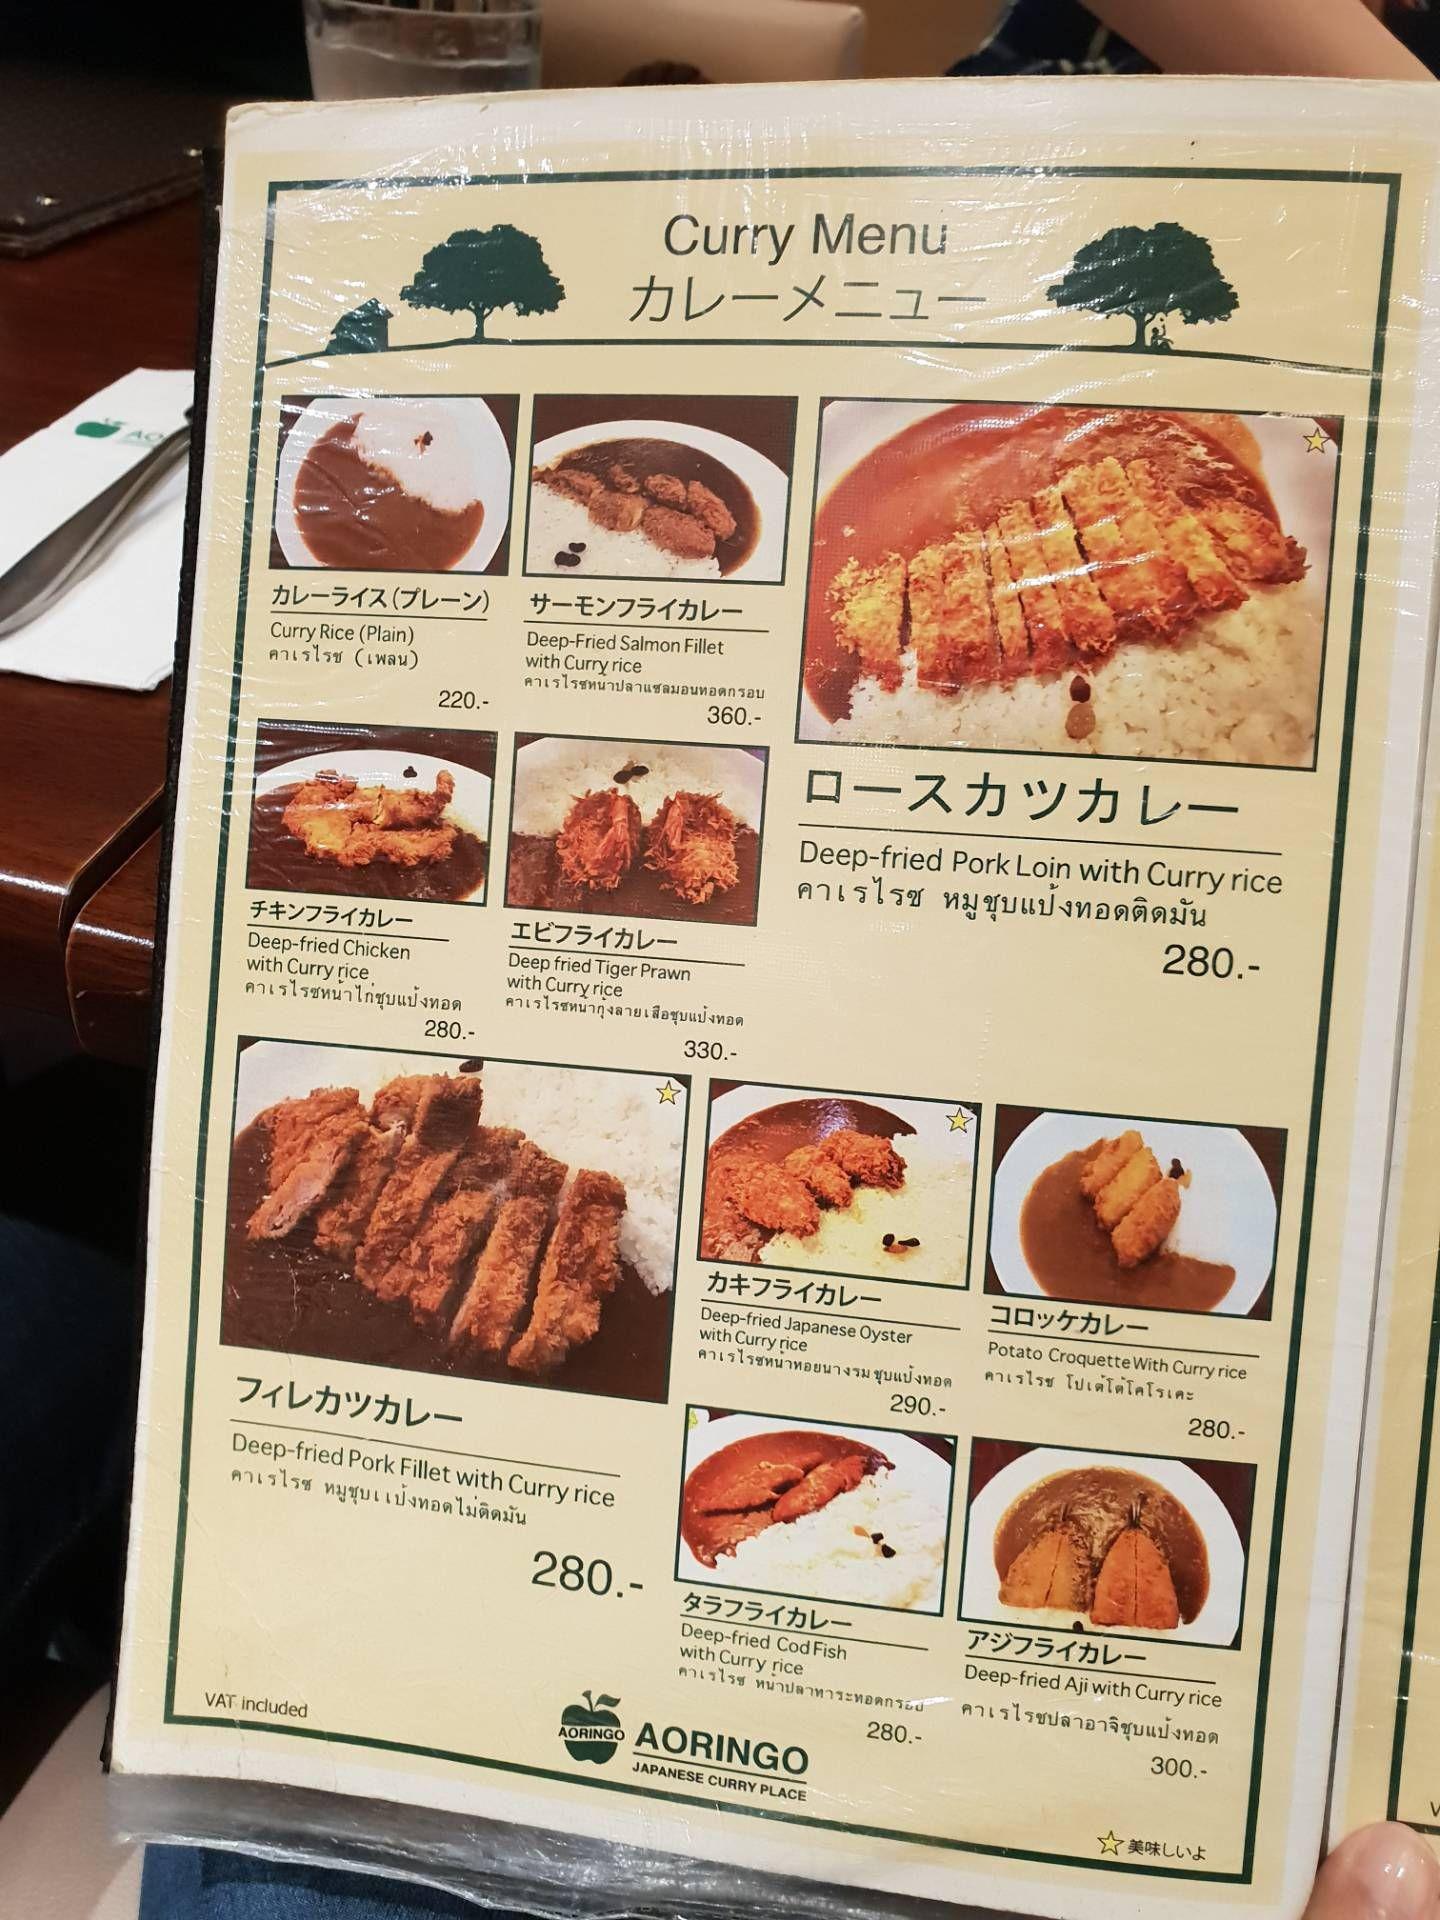 Curry Menu
カレーメニュー
カレーライス(プレーン)
Curry Rice (Plain)
คาเรไรซ (เพลน)
220.-
サーモンフライカレー
Deep-Fried Salmon Fillet
with Curry rice
คาเรไรซหน้าปลาแซลมอนทอดกรอบ
360.-
ロースカツカレー
Deep-fried Pork Loin with Curry rice
คาเรไรซ หมูชุบแป้งทอดติดมัน
280.-
チキンフライカレー
Deep-fried Chicken
with Curry rice
คาเรไรซหน้าไก่ชุบแป้งทอด
280.-
エビフライカレー
Deep fried Tiger Prawn
with Curry rice
คาเรไรซหน้ากุ้งลายเสือชุบแป้งทอด
330.-
フィレカツカレー
Deep-fried Pork Fillet with Curry rice
คาเรไรซ หมูชุบเเป้งทอดไม่ติดมัน
280.-
カキフライカレー
Deep-fried Japanese Oyster
with Curry rice
คาเรไรซหน้าหอยนางรมชุบแป้งทอด
290.-
コロッケカレー
Potato Croquette With Curry rice
คาเรไรซ โปเต้โต้โคโรเคะ
280.-
タラフライカレー
Deep-fried Cod Fish
with Curry rice
คาเรไรซ หน้าปลาทาระทอดกรอบ
280.-
アジフライカレー
Deep-fried Aji with Curry rice
คาเรไรซปลาอาจิชุบแป้งทอด
300.-
VAT included
AORINGO
AORINGO
JAPANESE CURRY PLACE
☆美味しいよ